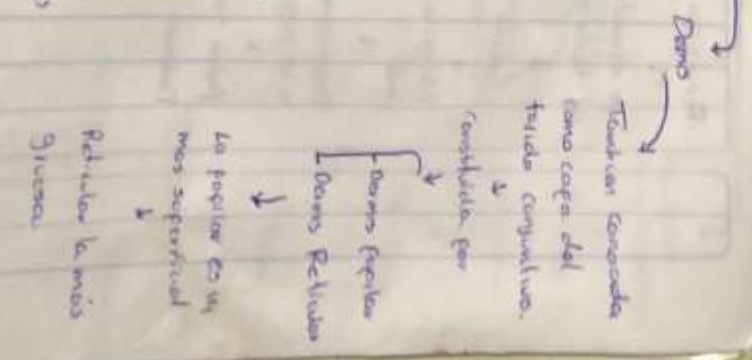 Dermis
También conocida
como capa del
tejido conjuntivo.
Constituida por
Dermis papilar
Dermis Reticular
La papilar es la
mas superficial
Reticular la más
gruesa